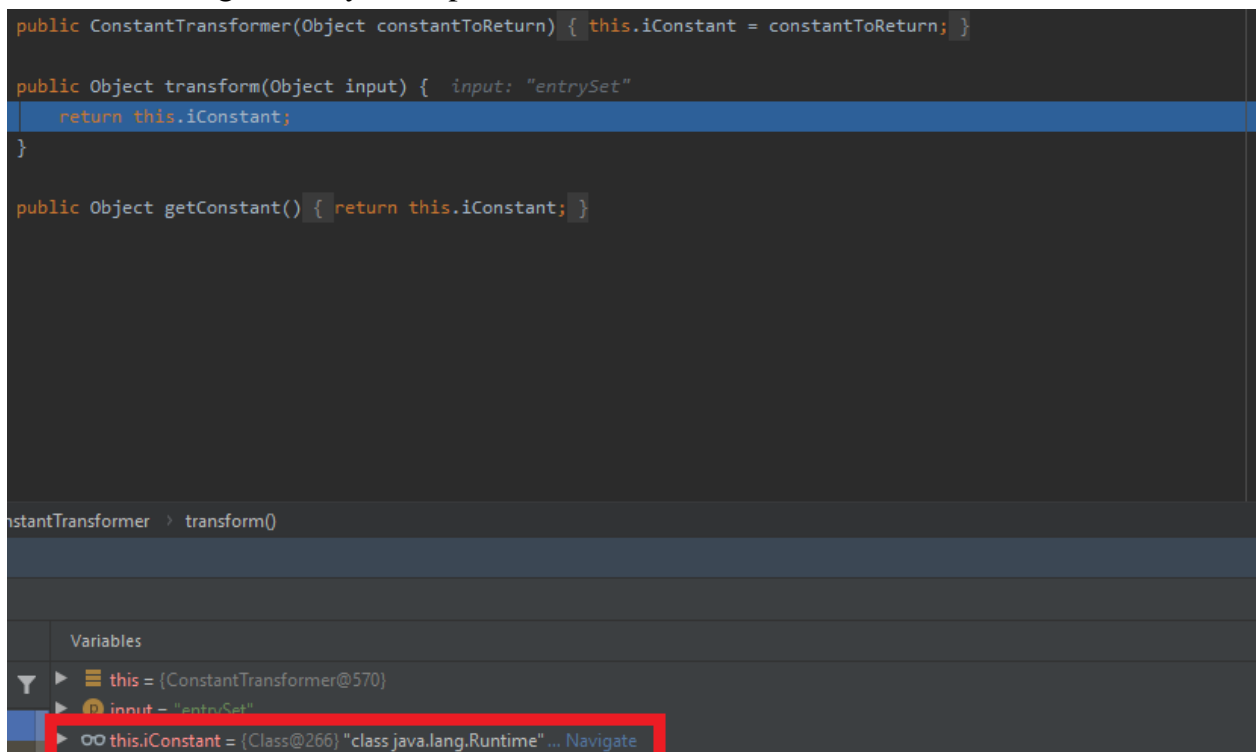 public ConstantTransformer(Object constantToReturn) { this.iConstant = constantToReturn; }
public Object transform(Object input) {  input: "entrySet"
return this.iConstant;
}
public Object getConstant() { return this.iConstant; }
nstantTransformer > transform()
Variables
this = {ConstantTransformer@570}
input = "entrySet"
this.iConstant = {Class@266} "class java.lang.Runtime" ... Navigate